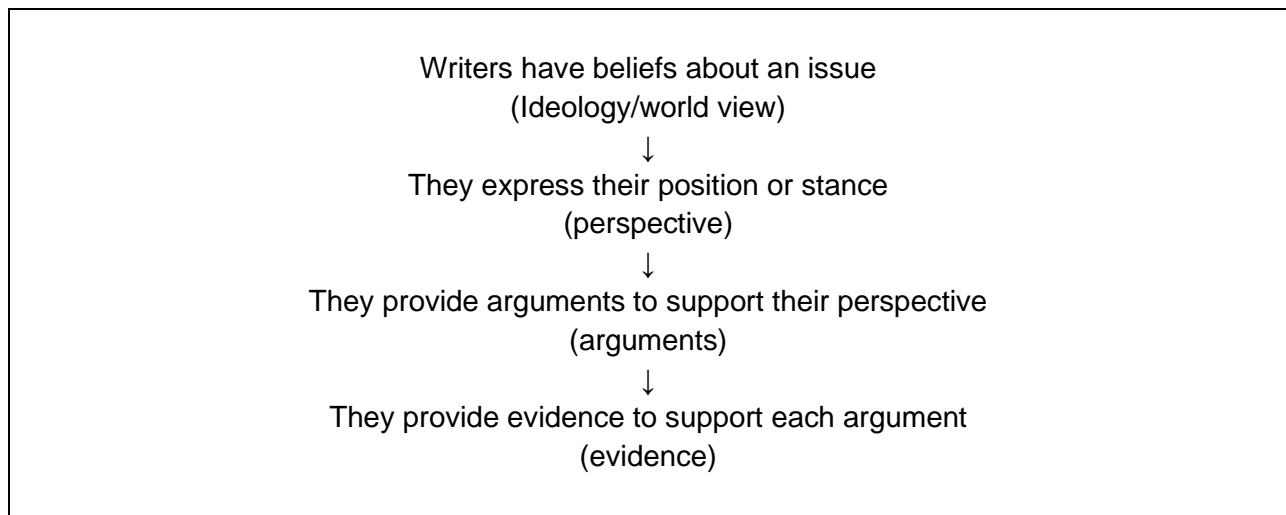 Writers have beliefs about an issue
(Ideology/world view)
↓
They express their position or stance
(perspective)
↓
They provide arguments to support their perspective
(arguments)
↓
They provide evidence to support each argument
(evidence)